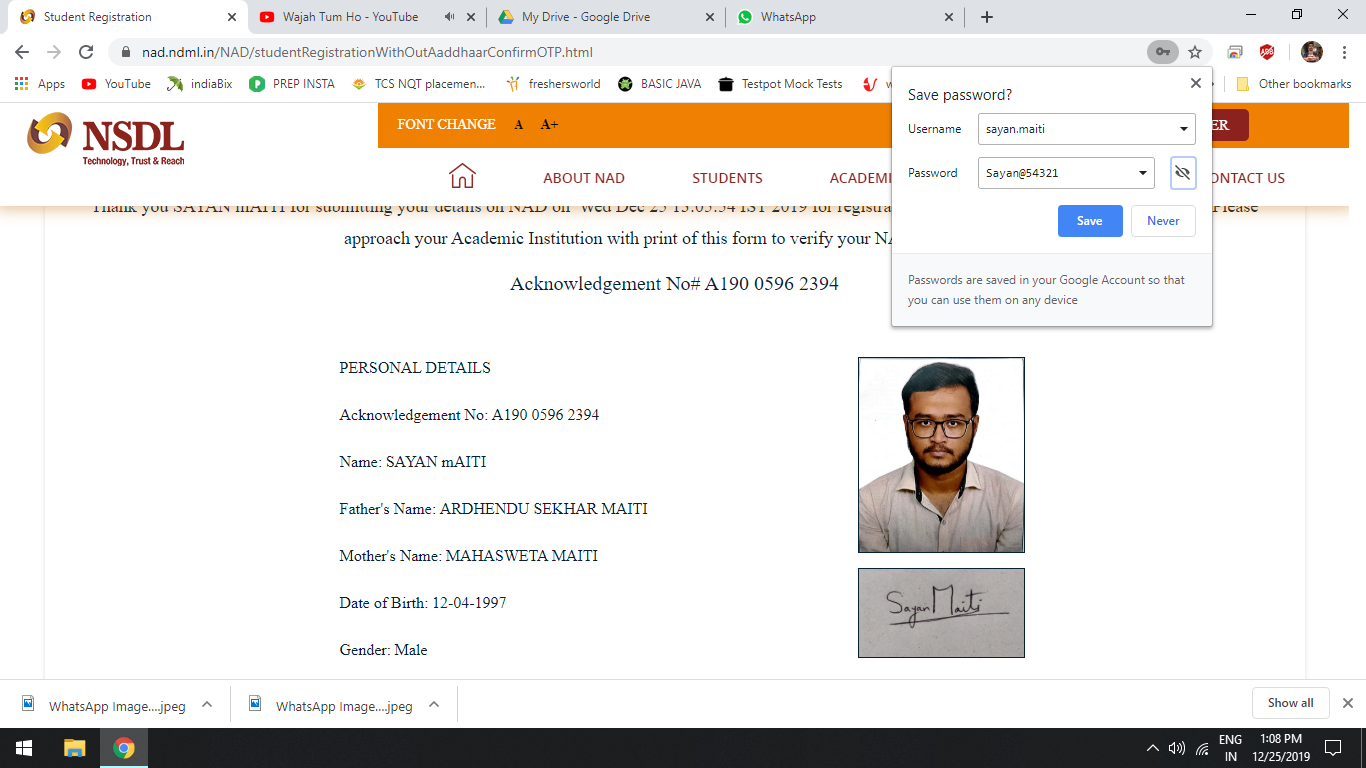 Student Registration
Wajah Tum Ho - YouTube
My Drive - Google Drive
WhatsApp
nad.ndml.in/NAD/studentRegistrationWithOutAaddhaarConfirmOTP.html
Apps
YouTube
indiaBix
PREP INSTA
TCS NQT placemen...
freshersworld
BASIC JAVA
Testpot Mock Tests
w
Other bookmarks
Save password?
Username
sayan.maiti
Password
Sayan@54321
Save
Never
Passwords are saved in your Google Account so that
you can use them on any device
NSDL
Technology, Trust & Reach
FONT CHANGE A A+
ER
ABOUT NAD
STUDENTS
ACADEMI
ONTACT US
Thank you SAYAN mAITI for submitting your details on NAD on Wed Dec 25 13:05:54 IST 2019 for registra
Please
approach your Academic Institution with print of this form to verify your NA
Acknowledgement No# A190 0596 2394
PERSONAL DETAILS
Acknowledgement No: A190 0596 2394
Name: SAYAN mAITI
Father's Name: ARDHENDU SEKHAR MAITI
Mother's Name: MAHASWETA MAITI
Date of Birth: 12-04-1997
Gender: Male
Sayan Maiti
WhatsApp Image....jpeg
WhatsApp Image....jpeg
Show all
ENG
IN
1:08 PM
12/25/2019